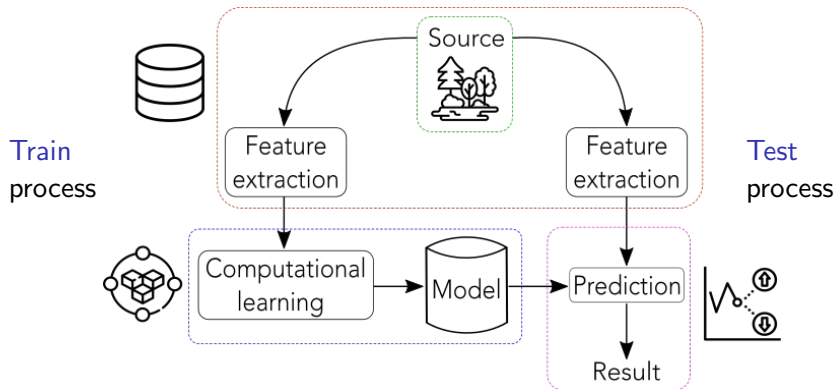 Source
Feature
extraction
Feature
extraction
Train
process
Test
process
Computational
learning
Model
Prediction
Result